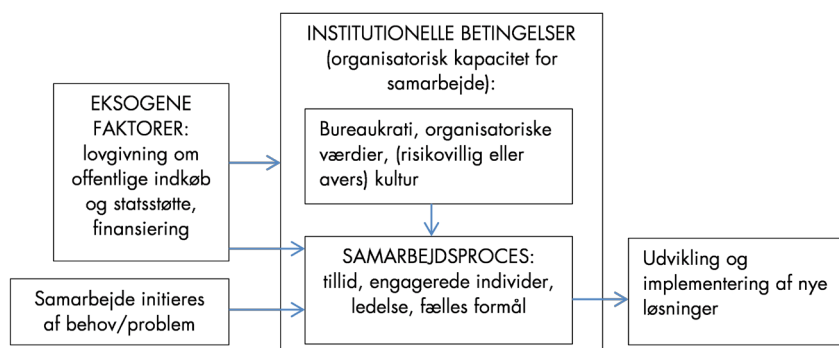 INSTITUTIONELLE BETINGELSER
(organisatorisk kapacitet for
samarbejde):
EKSOGENE
FAKTORER:
lovgivning om
offentlige indkøb
og statsstøtte,
finansiering
Bureaukrati, organisatoriske
værdier, (risikovillig eller
avers) kultur
SAMARBEJDSPROCES:
tillid, engagerede individer,
ledelse, fælles formål
Samarbejde initieres
af behov/problem
Udvikling og
implementering af nye
løsninger